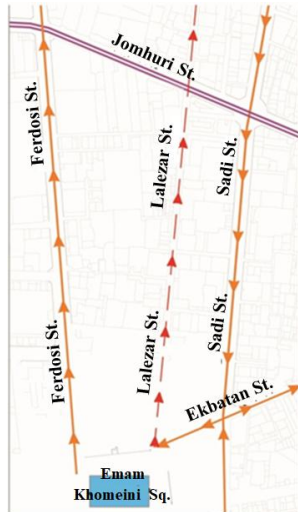 Jomhuri St.
Ferdosi St.
Lalezar St.
Sadi St.
Ferdosi St.
Lalezar St.
Sadi St.
Ekbatan St.
Emam
Khomeini Sq.